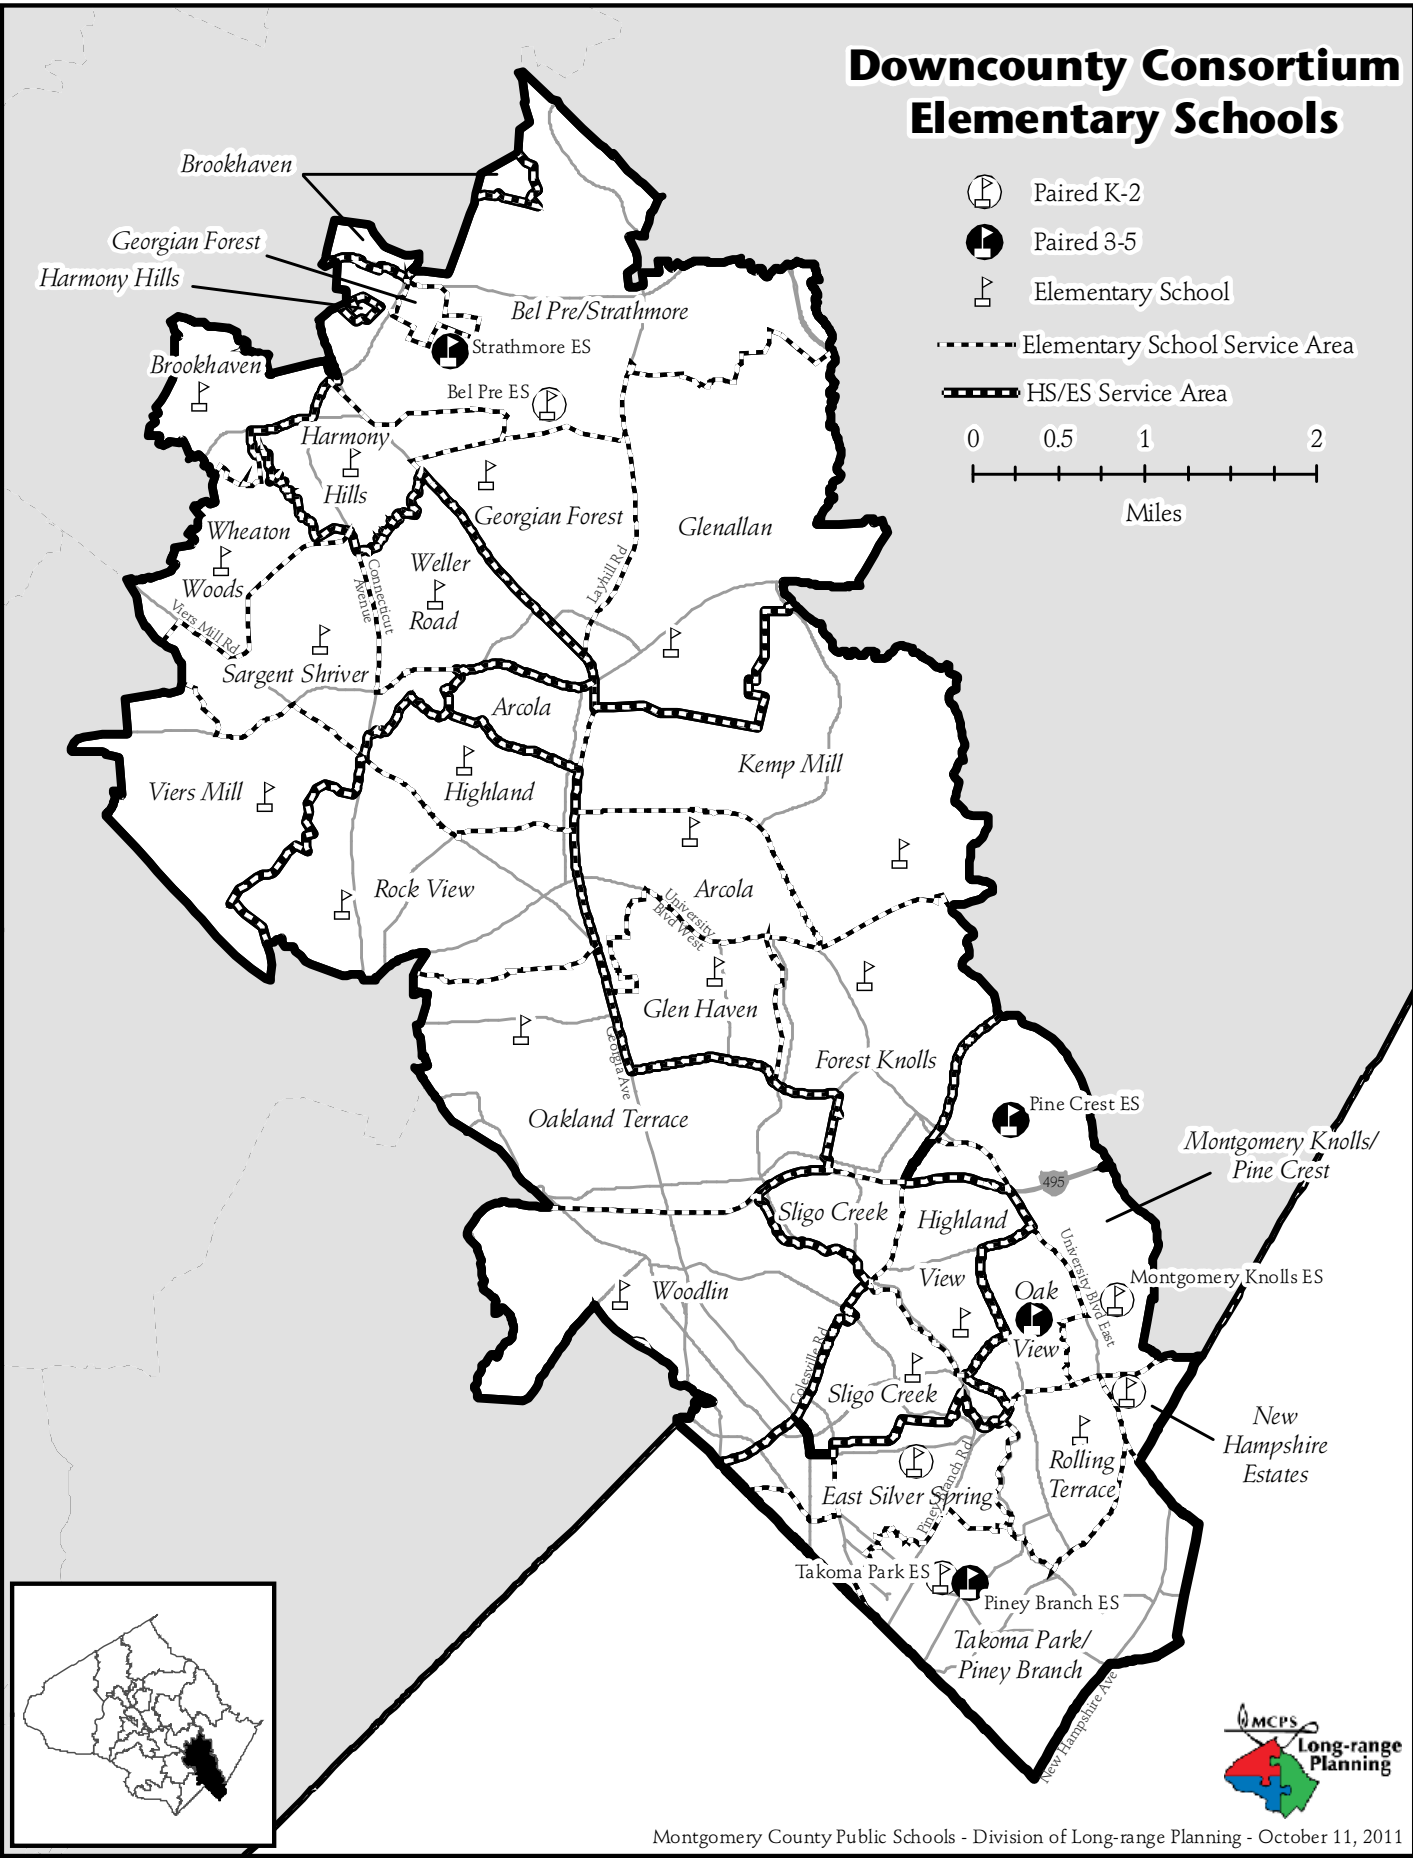 Downcounty Consortium
Elementary Schools
Paired K-2
Paired 3-5
Elementary School
Elementary School Service Area
HS/ES Service Area
0 0.5 1 2
Miles
Brookhaven
Georgian Forest
Harmony Hills
Bel Pre/Strathmore
Strathmore ES
Brookhaven
Bel Pre ES
Harmony
Hills
Georgian Forest
Glenallan
Wheaton
Woods
Weller
Road
Layhill Rd
Connecticut
Avenue
Viers Mill Rd
Sargent Shriver
Arcola
Kemp Mill
Viers Mill
Highland
Rock View
Arcola
University
Blvd West
Glen Haven
Georgia Ave
Forest Knolls
Oakland Terrace
Pine Crest ES
Montgomery Knolls/
Pine Crest
495
Sligo Creek
Highland
View
University Blvd East
Montgomery Knolls ES
Woodlin
Oak
View
Colesville Rd
Sligo Creek
New
Hampshire
Estates
Rolling
Terrace
Piney Branch Rd
East Silver Spring
Takoma Park ES
Piney Branch ES
Takoma Park/
Piney Branch
New Hampshire Ave
MCPS
Long-range
Planning
Montgomery County Public Schools - Division of Long-range Planning - October 11, 2011